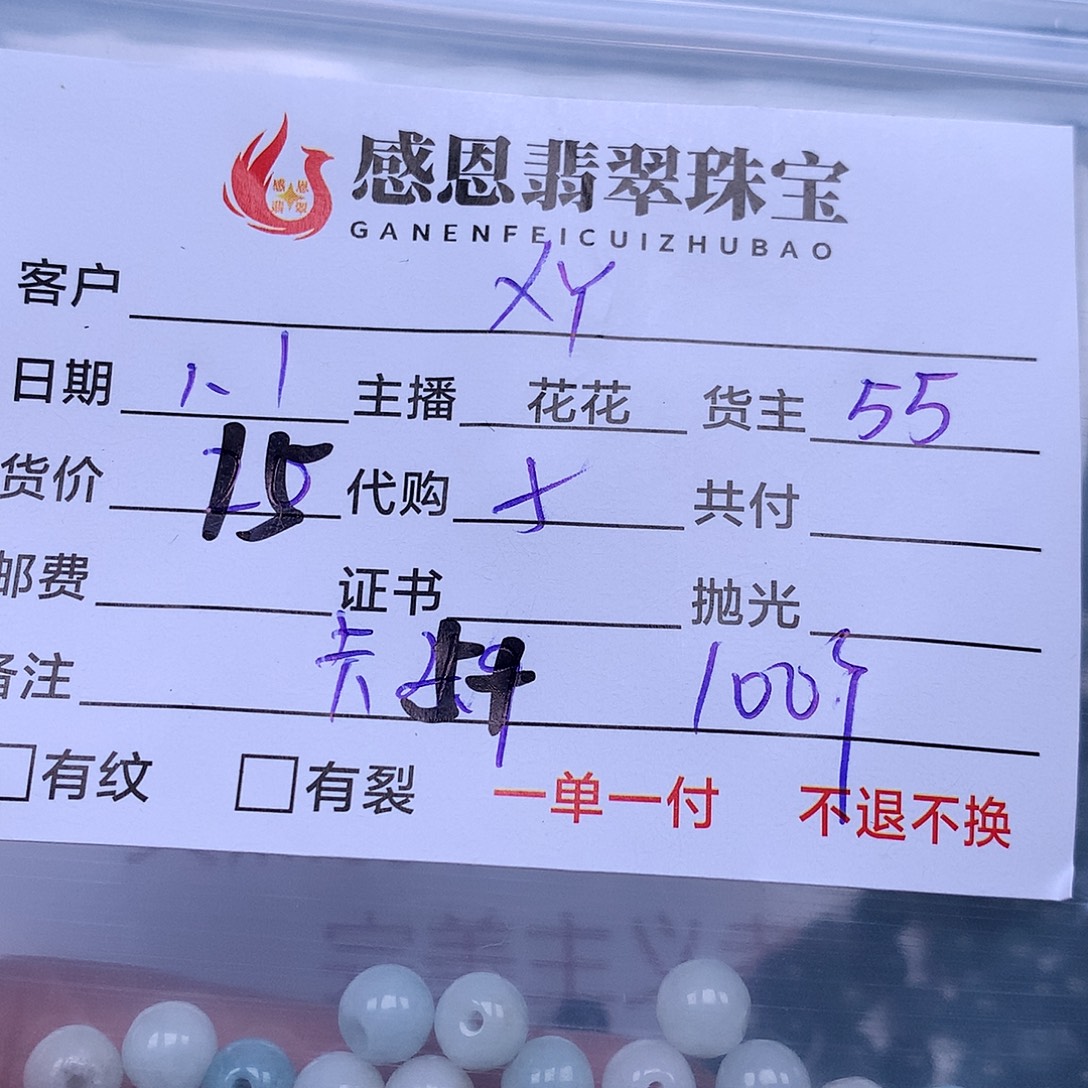 感恩翡翠珠宝
GANENFEICUIZHUBAO
客户 XY
日期 1、1 主播 花花 货主 55
货价 15 代购 共付
邮费 证书 抛光
备注 100
有纹 有裂 一单一付 不退不换